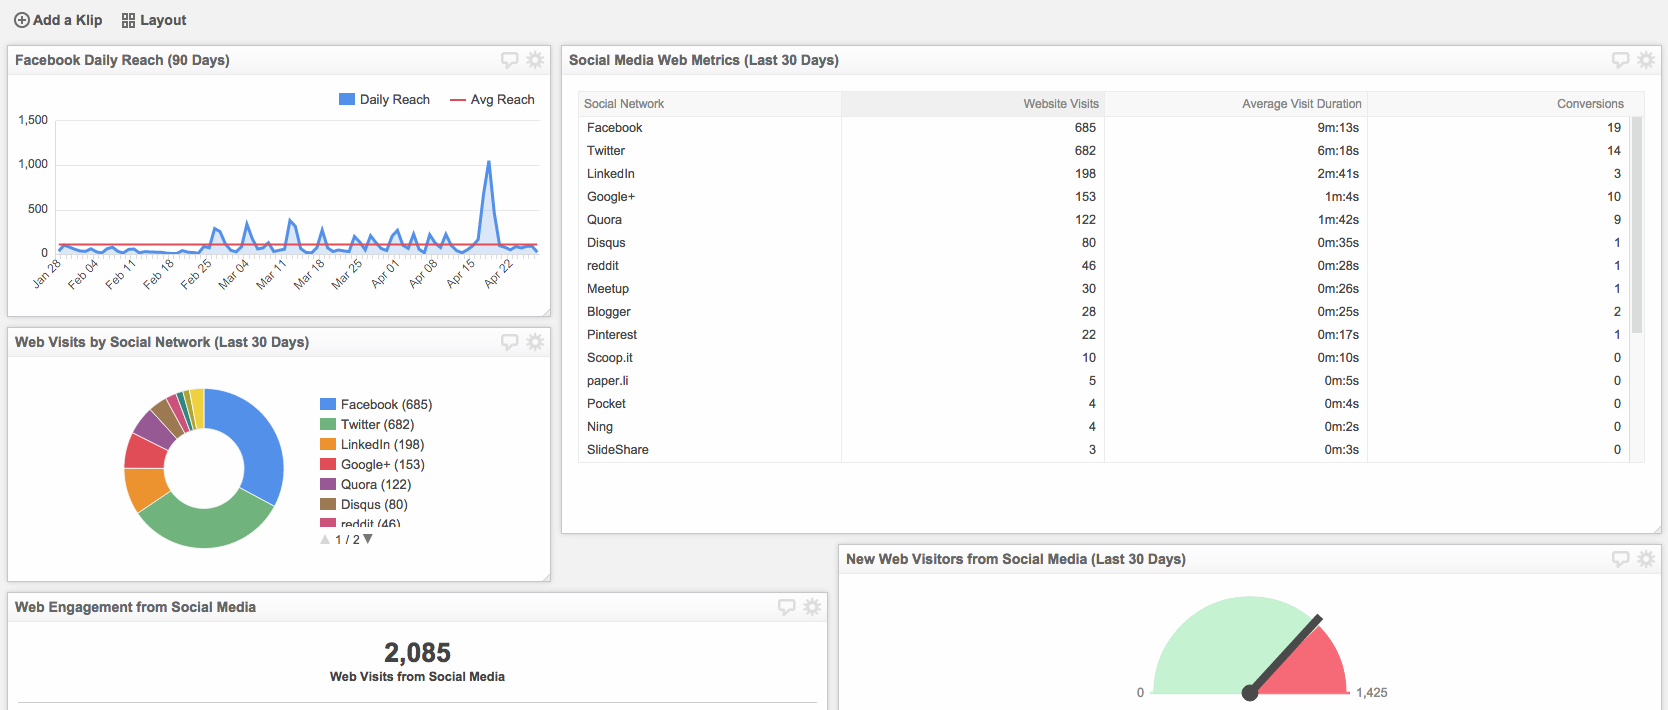 Add a Klip Layout
Facebook Daily Reach (90 Days)
Daily Reach Avg Reach
1,500
1,000
500
0
Jan 28 Feb 04 Feb 11 Feb 18 Feb 25 Mar 04 Mar 11 Mar 18 Mar 25 Apr 01 Apr 08 Apr 15 Apr 22
Social Media Web Metrics (Last 30 Days)
Social Network Website Visits Average Visit Duration Conversions
Facebook 685 9m:13s 19
Twitter 682 6m:18s 14
LinkedIn 198 2m:41s 3
Google+ 153 1m:4s 10
Quora 122 1m:42s 9
Disqus 80 0m:35s 1
reddit 46 0m:28s 1
Meetup 30 0m:26s 1
Blogger 28 0m:25s 2
Pinterest 22 0m:17s 1
Scoop.it 10 0m:10s 0
paper.li 5 0m:5s 0
Pocket 4 0m:4s 0
Ning 4 0m:2s 0
SlideShare 3 0m:3s 0
Web Visits by Social Network (Last 30 Days)
Facebook (685)
Twitter (682)
LinkedIn (198)
Google+ (153)
Quora (122)
Disqus (80)
reddit (46)
1 / 2
Web Engagement from Social Media
2,085
Web Visits from Social Media
New Web Visitors from Social Media (Last 30 Days)
0 1,425